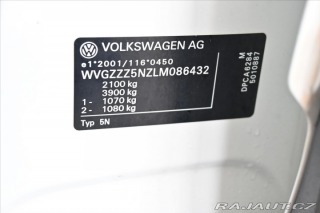 VOLKSWAGEN AG
e1*2001/116*0450
WVGZZZ5NZLM086432
2100 kg
3900 kg
1- 1070 kg
2- 1080 kg
Typ 5N
DPCA6284 M
5010887
RAJAUT.CZ